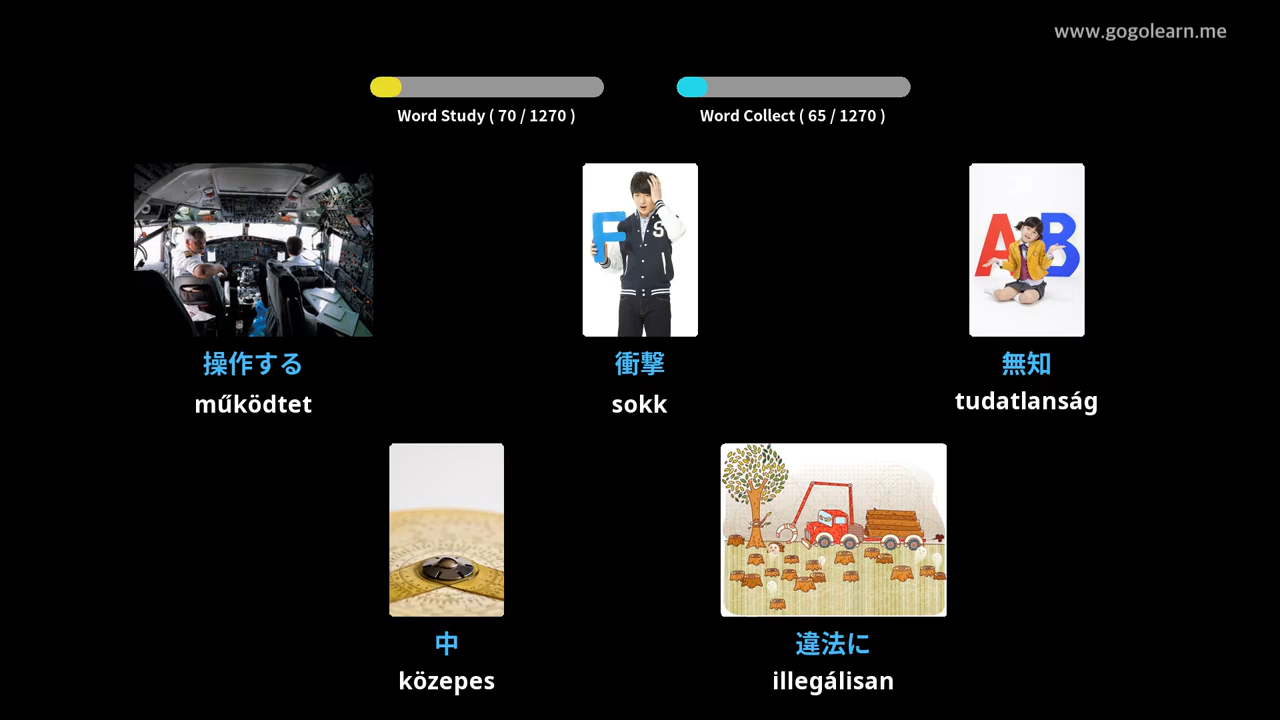 www.gogolearn.me
Word Study ( 70 / 1270 )
Word Collect ( 65 / 1270 )
F
S
A B
操作する
működtet
衝撃
sokk
無知
tudatlanság
中
közepes
違法に
illegálisan